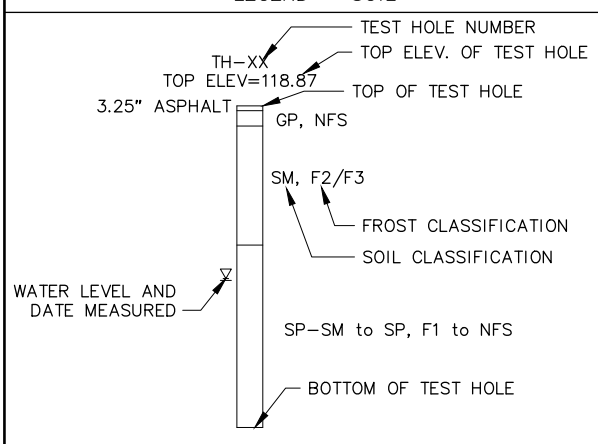 TEST HOLE NUMBER
TH-XX
TOP ELEV. OF TEST HOLE
TOP ELEV=118.87
TOP OF TEST HOLE
3.25" ASPHALT
GP, NFS
SM, F2/F3
FROST CLASSIFICATION
SOIL CLASSIFICATION
WATER LEVEL AND
DATE MEASURED
SP-SM to SP, F1 to NFS
BOTTOM OF TEST HOLE